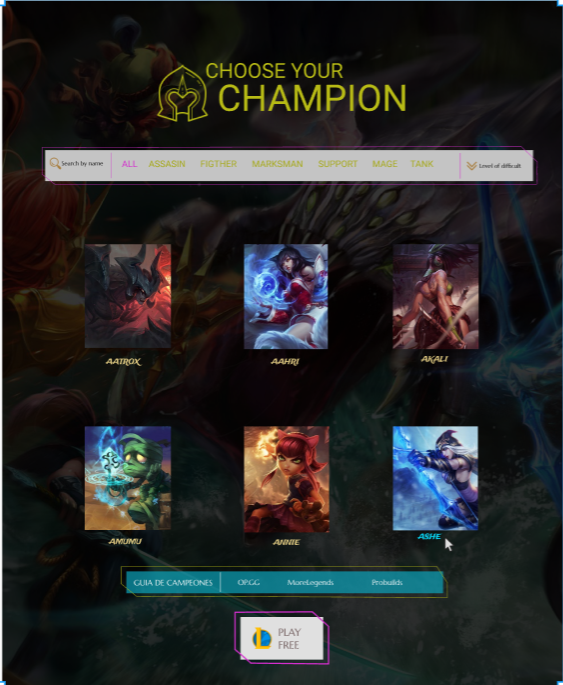 CHOOSE YOUR
CHAMPION
Search by name ALL ASSASIN FIGTHER MARKSMAN SUPPORT MAGE TANK Level of difficult
AATROX AAHRI AKALI
AMUMU ANNIE ASHE
GUIA DE CAMPEONES OP.GG MoreLegends Probuilds
PLAY
FREE